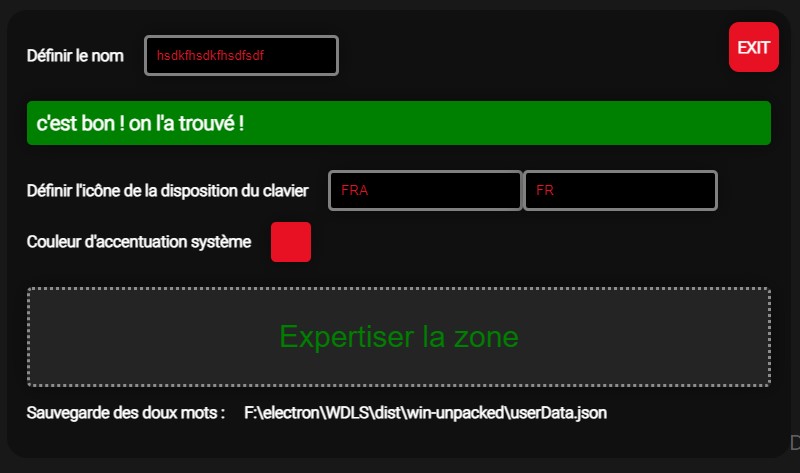 Définir le nom hsdkfhsdkfhsdfsdf EXIT
c'est bon ! on l'a trouvé !
Définir l'icône de la disposition du clavier FRA FR
Couleur d'accentuation système
Expertiser la zone
Sauvegarde des doux mots : F:\electron\WDLS\dist\win-unpacked\userData.json